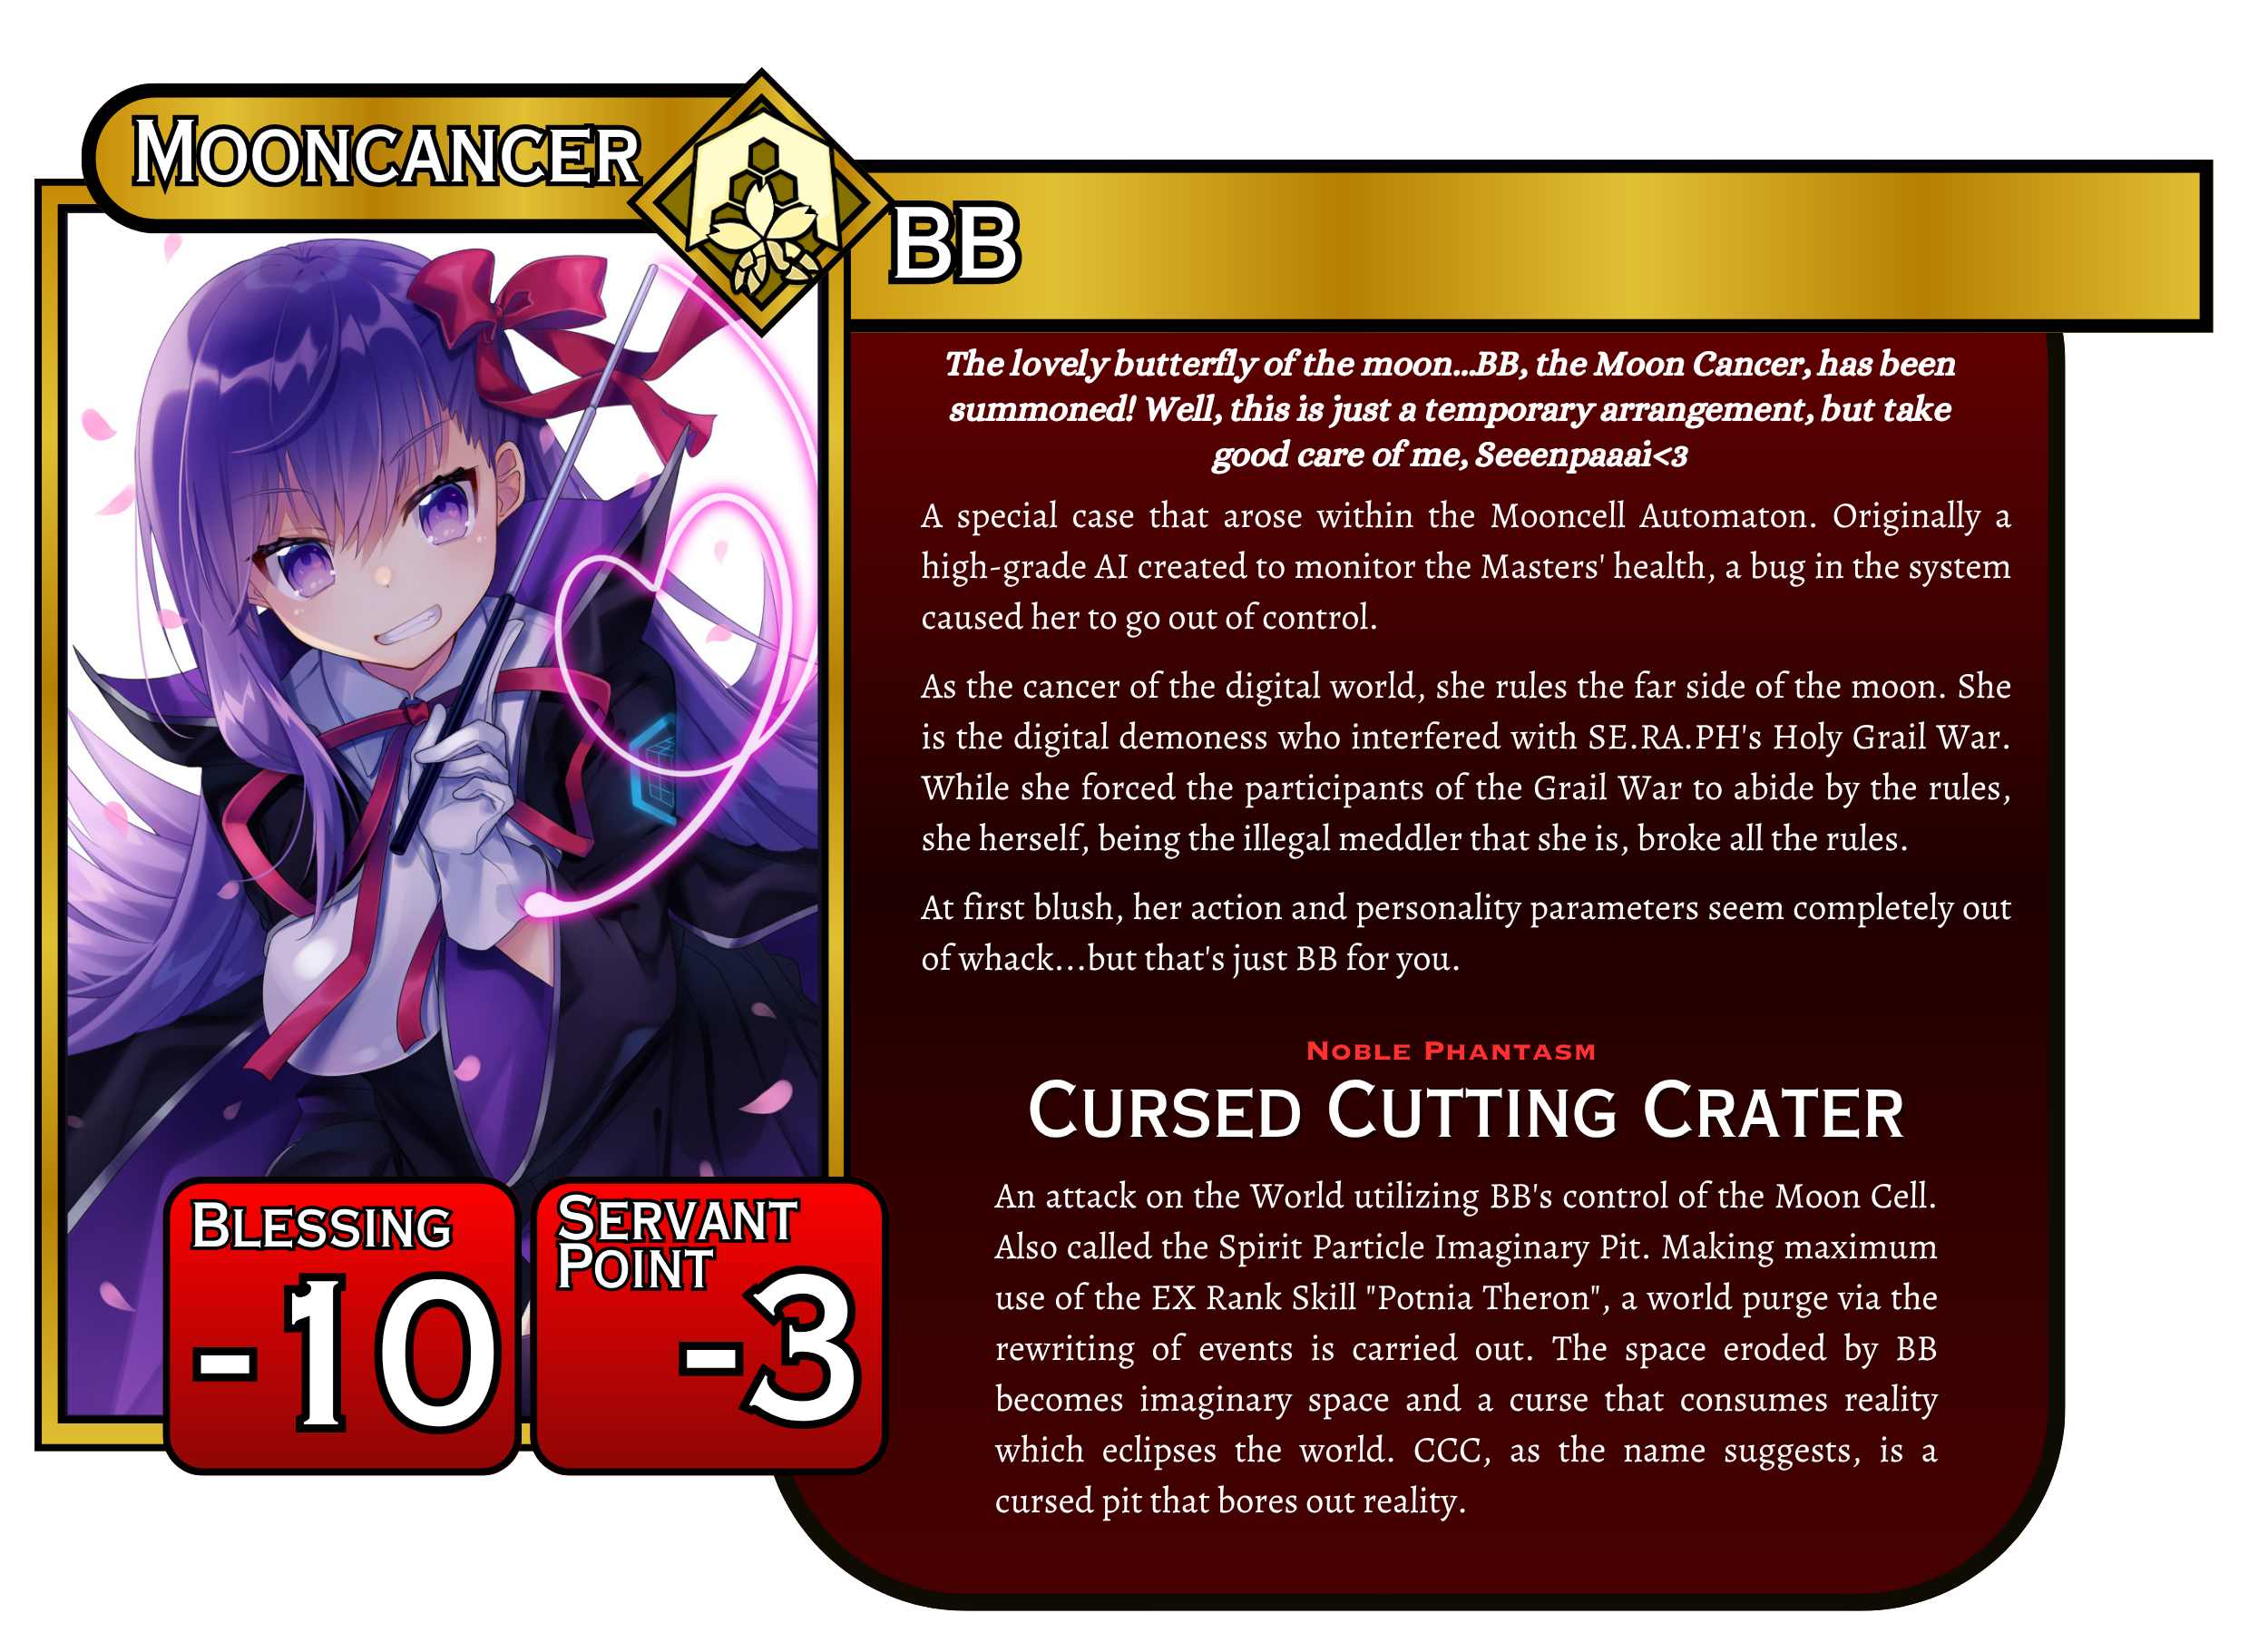 Mooncancer
BB
The lovely butterfly of the moon...BB, the Moon Cancer, has been
summoned! Well, this is just a temporary arrangement, but take
good care of me, Seeenpaaai<3
A special case that arose within the Mooncell Automaton. Originally a
high-grade AI created to monitor the Masters' health, a bug in the system
caused her to go out of control.
As the cancer of the digital world, she rules the far side of the moon. She
is the digital demoness who interfered with SE.RA.PH's Holy Grail War.
While she forced the participants of the Grail War to abide by the rules,
she herself, being the illegal meddler that she is, broke all the rules.
At first blush, her action and personality parameters seem completely out
of whack...but that's just BB for you.
Noble Phantasm
Cursed Cutting Crater
An attack on the World utilizing BB's control of the Moon Cell.
Also called the Spirit Particle Imaginary Pit. Making maximum
use of the EX Rank Skill "Potnia Theron", a world purge via the
rewriting of events is carried out. The space eroded by BB
becomes imaginary space and a curse that consumes reality
which eclipses the world. CCC, as the name suggests, is a
cursed pit that bores out reality.
Blessing
-10
Servant
Point
-3